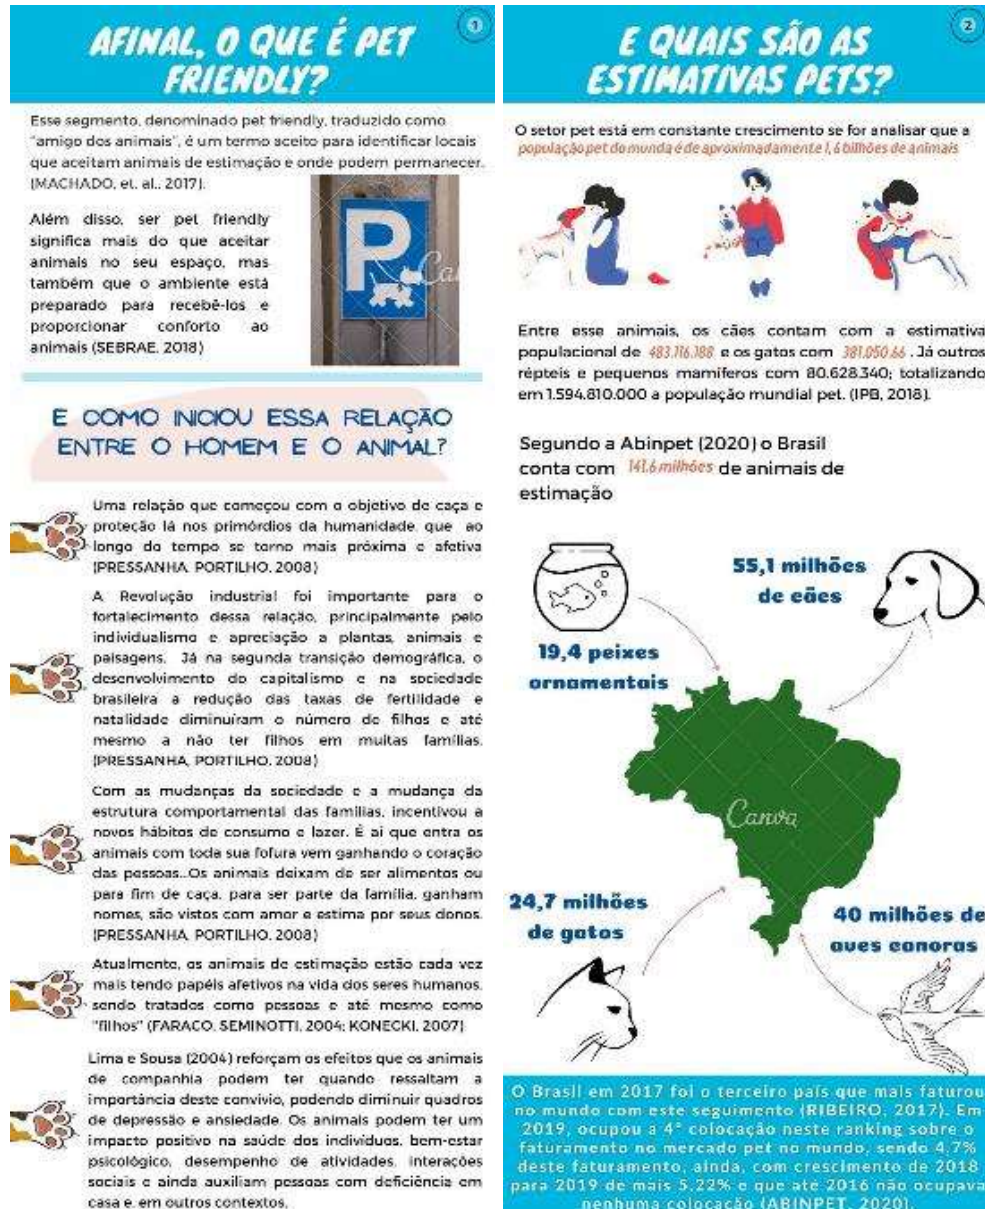 1
AFINAL, O QUE É PET
FRIENDLY?
Esse segmento, denominado pet friendly, traduzido como
"amigo dos animais", é um termo aceito para identificar locais
que aceitam animais de estimação e onde podem permanecer.
(MACHADO, et. al., 2017).
Além disso, ser pet friendly
significa mais do que aceitar
animais no seu espaço, mas
também que o ambiente está
preparado para recebê-los e
proporcionar conforto ao
animais (SEBRAE, 2018)
P
Canva
E COMO INICIOU ESSA RELAÇÃO
ENTRE O HOMEM E O ANIMAL?
Uma relação que começou com o objetivo de caça e
proteção lá nos primórdios da humanidade, que ao
longo do tempo se torno mais próxima e afetiva
(PRESSANHA, PORTILHO, 2008)
A Revolução industrial foi importante para o
fortalecimento dessa relação, principalmente pelo
individualismo e apreciação a plantas, animais e
paisagens. Já na segunda transição demográfica, o
desenvolvimento do capitalismo e na sociedade
brasileira a redução das taxas de fertilidade e
natalidade diminuíram o número de filhos e até
mesmo a não ter filhos em muitas famílias.
(PRESSANHA, PORTILHO, 2008)
Com as mudanças da sociedade e a mudança da
estrutura comportamental das famílias, incentivou a
novos hábitos de consumo e lazer. É ai que entra os
animais com toda sua fofura vem ganhando o coração
das pessoas...Os animais deixam de ser alimentos ou
para fim de caça, para ser parte da família, ganham
nomes, são vistos com amor e estima por seus donos.
(PRESSANHA, PORTILHO, 2008)
Atualmente, os animais de estimação estão cada vez
mais tendo papéis afetivos na vida dos seres humanos,
sendo tratados como pessoas e até mesmo como
"filhos" (FARACO, SEMINOTTI, 2004; KONECKI, 2007)
Lima e Sousa (2004) reforçam os efeitos que os animais
de companhia podem ter quando ressaltam a
importância deste convivio, podendo diminuir quadros
de depressão e ansiedade. Os animais podem ter um
impacto positivo na saúde dos indivíduos, bem-estar
psicológico, desempenho de atividades, interações
sociais e ainda auxiliam pessoas com deficiência em
casa e, em outros contextos.
2
E QUAIS SÃO AS
ESTIMATIVAS PETS?
O setor pet está em constante crescimento se for analisar que a
população pet do munda é de aproximadamente 1, 6 bilhões de animais
Entre esse animais, os cães contam com a estimativa
populacional de 483.116.188 e os gatos com 381.050.66 . Já outros
répteis e pequenos mamíferos com 80.628.340; totalizando
em 1.594.810.000 a população mundial pet. (IPB, 2018).
Segundo a Abinpet (2020) o Brasil
conta com 141.6 milhões de animais de
estimação
55,1 milhões
de cães
19,4 peixes
ornamentais
Canva
24,7 milhões
de gatos
40 milhões de
aves canoras
O Brasil em 2017 foi o terceiro país que mais faturou
no mundo com este seguimento (RIBEIRO, 2017). Em
2019, ocupou a 4ª colocação neste ranking sobre o
faturamento no mercado pet no mundo, sendo 4,7%
deste faturamento, ainda, com crescimento de 2018
para 2019 de mais 5,22% e que até 2016 não ocupava
nenhuma colocação (ABINPET, 2020).